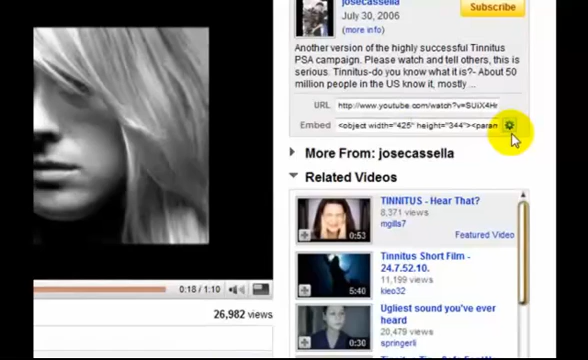 josecassella
July 30, 2006
(more info)
Subscribe
Another version of the highly successful Tinnitus
PSA campaign. Please watch and tell others, this is
serious. Tinnitus-do you know what it is?- About 50
million people in the US know it, mostly ...
URL http://www.youtube.com/watch?v=SUiX4H
Embed <object width="425" height="344"><param
More From: josecassella
Related Videos
TINNITUS - Hear That?
8,371 views
mgills7
Featured Video
0:53
Tinnitus Short Film -
24.7.52.10.
11,199 views
kleo32
5:40
Ugliest sound you've ever
heard
20,479 views
springerli
0:30
0:18 / 1:10
26,982 views